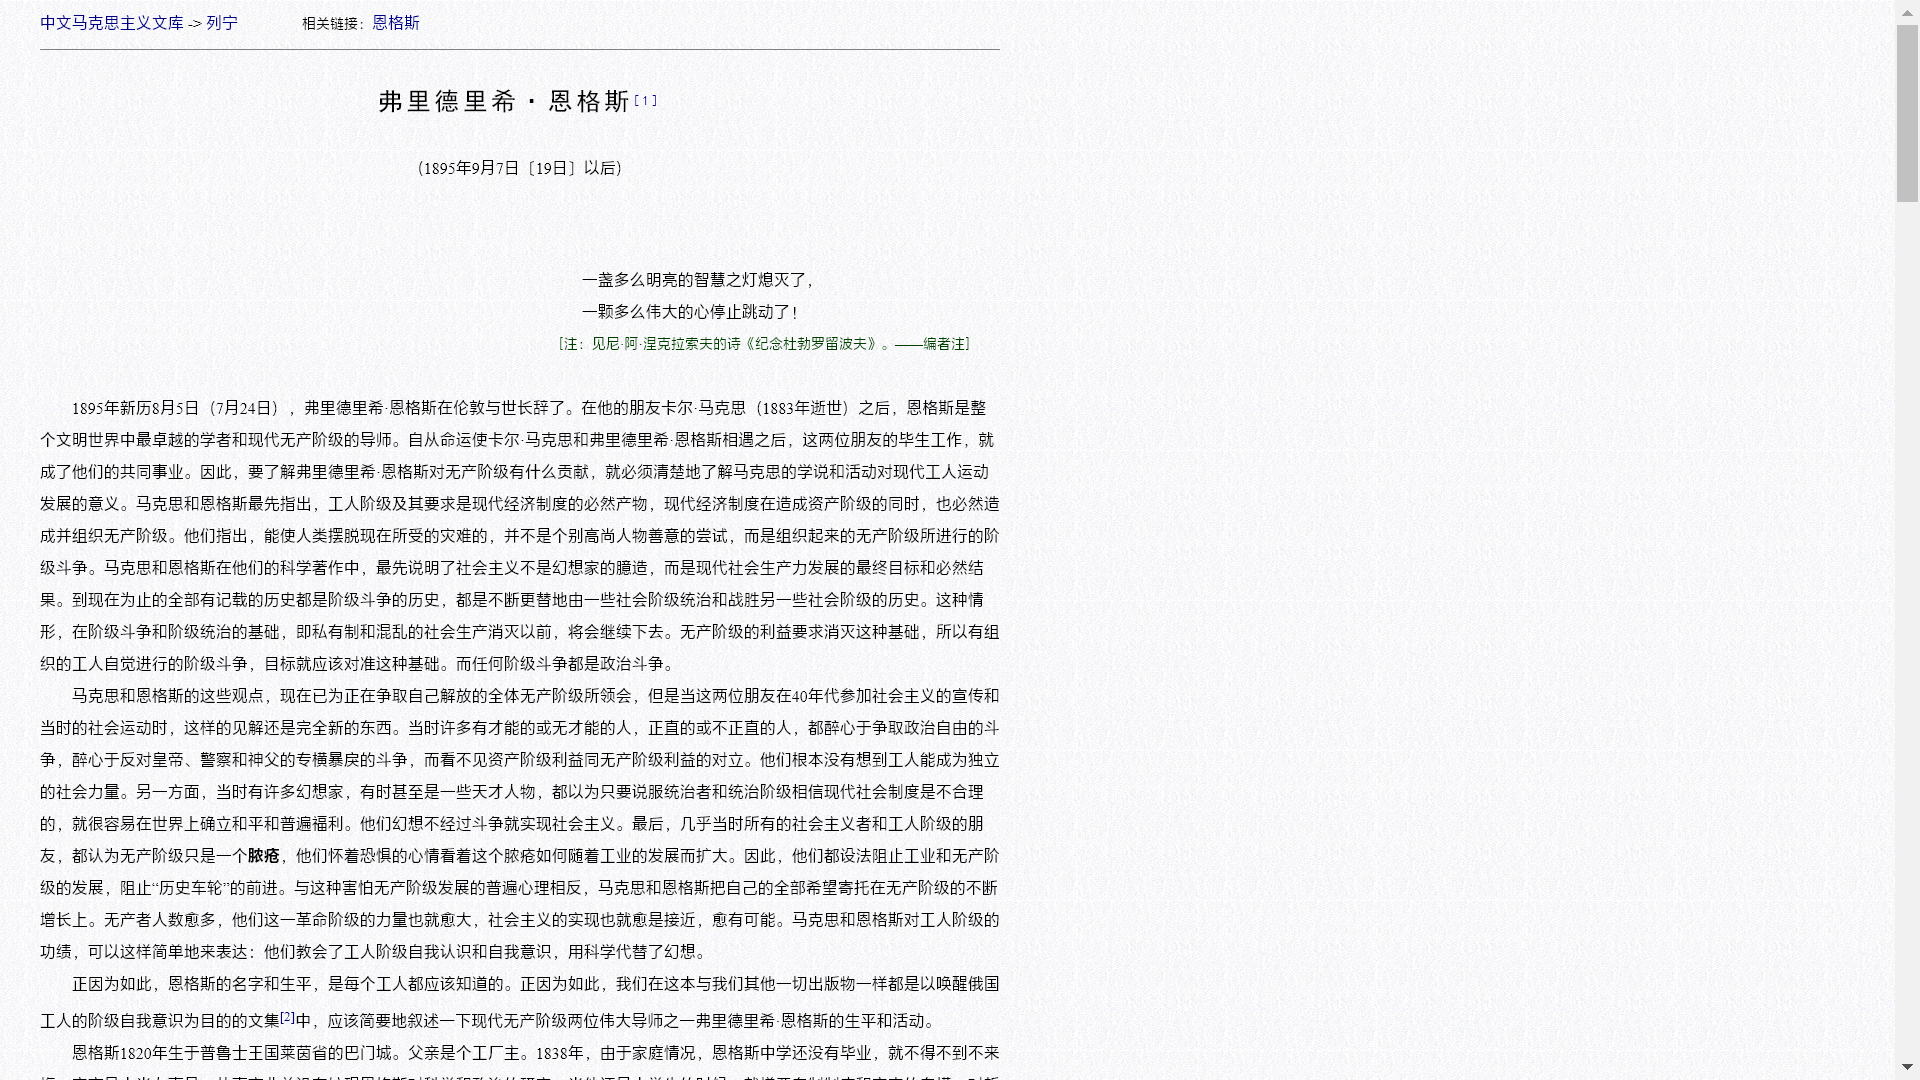 中文马克思主义文库 -> 列宁 相关链接：恩格斯
弗里德里希·恩格斯[1]
（1895年9月7日〔19日〕以后）
一盏多么明亮的智慧之灯熄灭了，
一颗多么伟大的心停止跳动了！
[注：见尼·阿·涅克拉索夫的诗《纪念杜勃罗留波夫》。——编者注]
1895年新历8月5日（7月24日），弗里德里希·恩格斯在伦敦与世长辞了。在他的朋友卡尔·马克思（1883年逝世）之后，恩格斯是整
个文明世界中最卓越的学者和现代无产阶级的导师。自从命运使卡尔·马克思和弗里德里希·恩格斯相遇之后，这两位朋友的毕生工作，就
成了他们的共同事业。因此，要了解弗里德里希·恩格斯对无产阶级有什么贡献，就必须清楚地了解马克思的学说和活动对现代工人运动
发展的意义。马克思和恩格斯最先指出，工人阶级及其要求是现代经济制度的必然产物，现代经济制度在造成资产阶级的同时，也必然造
成并组织无产阶级。他们指出，能使人类摆脱现在所受的灾难的，并不是个别高尚人物善意的尝试，而是组织起来的无产阶级所进行的阶
级斗争。马克思和恩格斯在他们的科学著作中，最先说明了社会主义不是幻想家的臆造，而是现代社会生产力发展的最终目标和必然结
果。到现在为止的全部有记载的历史都是阶级斗争的历史，都是不断更替地由一些社会阶级统治和战胜另一些社会阶级的历史。这种情
形，在阶级斗争和阶级统治的基础，即私有制和混乱的社会生产消灭以前，将会继续下去。无产阶级的利益要求消灭这种基础，所以有组
织的工人自觉进行的阶级斗争，目标就应该对准这种基础。而任何阶级斗争都是政治斗争。
马克思和恩格斯的这些观点，现在已为正在争取自己解放的全体无产阶级所领会，但是当这两位朋友在40年代参加社会主义的宣传和
当时的社会运动时，这样的见解还是完全新的东西。当时许多有才能的或无才能的人，正直的或不正直的人，都醉心于争取政治自由的斗
争，醉心于反对皇帝、警察和神父的专横暴戾的斗争，而看不见资产阶级利益同无产阶级利益的对立。他们根本没有想到工人能成为独立
的社会力量。另一方面，当时有许多幻想家，有时甚至是一些天才人物，都以为只要说服统治者和统治阶级相信现代社会制度是不合理
的，就很容易在世界上确立和平和普遍福利。他们幻想不经过斗争就实现社会主义。最后，几乎当时所有的社会主义者和工人阶级的朋
友，都认为无产阶级只是一个脓疮，他们怀着恐惧的心情看着这个脓疮如何随着工业的发展而扩大。因此，他们都设法阻止工业和无产阶
级的发展，阻止“历史车轮”的前进。与这种害怕无产阶级发展的普遍心理相反，马克思和恩格斯把自己的全部希望寄托在无产阶级的不断
增长上。无产者人数愈多，他们这一革命阶级的力量也就愈大，社会主义的实现也就愈是接近，愈有可能。马克思和恩格斯对工人阶级的
功绩，可以这样简单地来表达：他们教会了工人阶级自我认识和自我意识，用科学代替了幻想。
正因为如此，恩格斯的名字和生平，是每个工人都应该知道的。正因为如此，我们在这本与我们其他一切出版物一样都是以唤醒俄国
工人的阶级自我意识为目的的文集[2]中，应该简要地叙述一下现代无产阶级两位伟大导师之一弗里德里希·恩格斯的生平和活动。
恩格斯1820年生于普鲁士王国莱茵省的巴门城。父亲是个工厂主。1838年，由于家庭情况，恩格斯中学还没有毕业，就不得不到不来